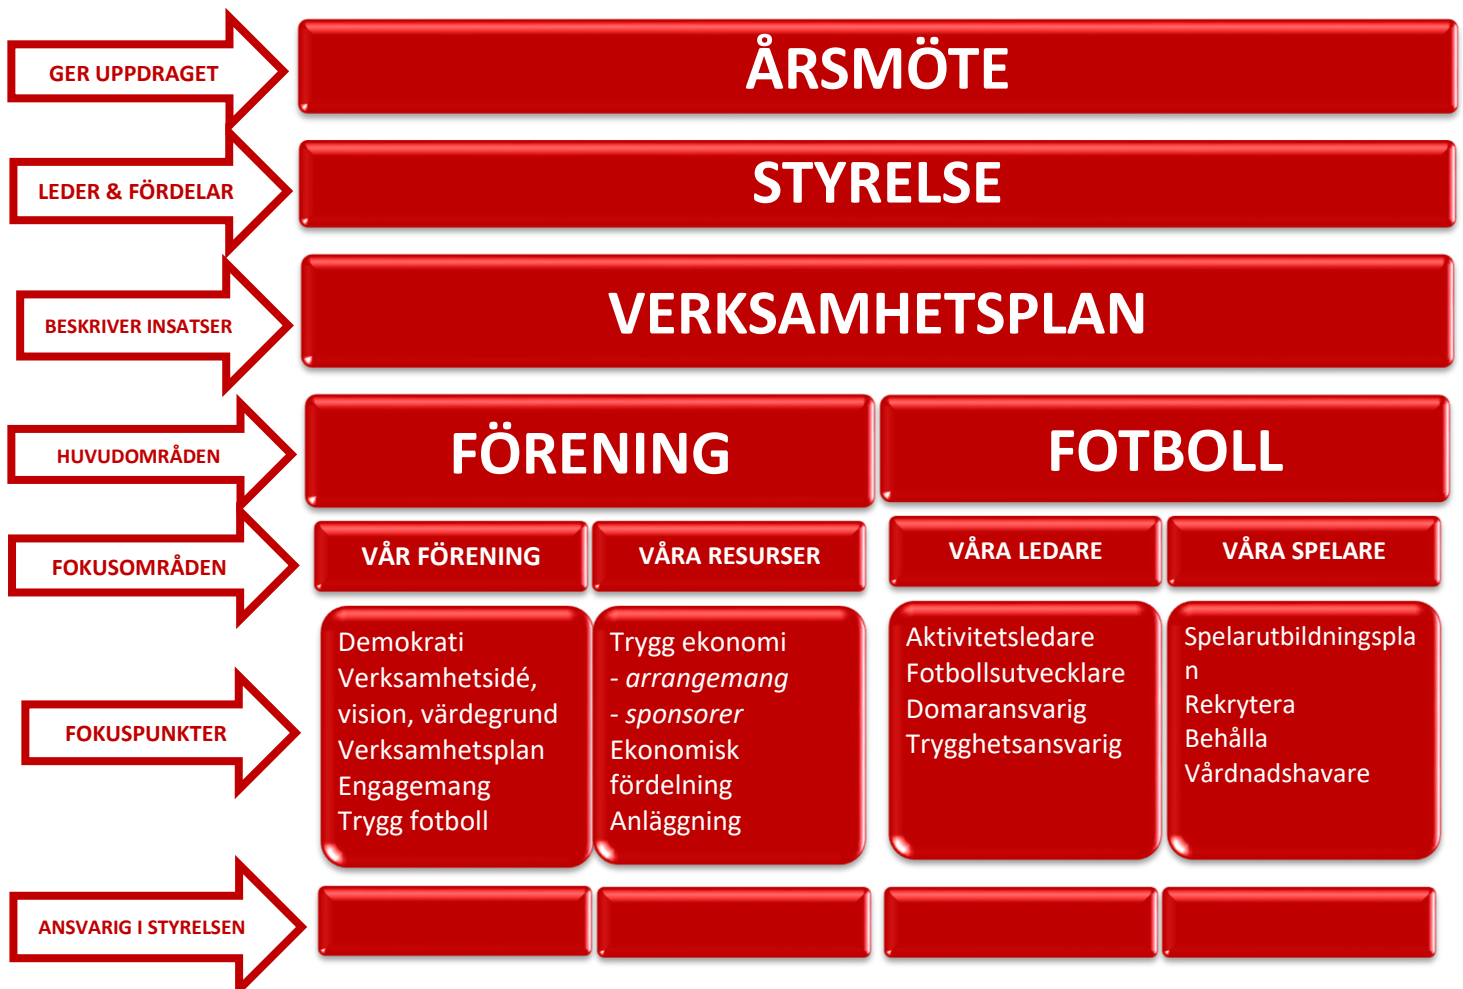 GER UPPDRAGET
ÅRSMÖTE
LEDER & FÖRDELAR
STYRELSE
BESKRIVER INSATSER
VERKSAMHETSPLAN
HUVUDOMRÅDEN
FÖRENING
FOTBOLL
FOKUSOMRÅDEN
VÅR FÖRENING
VÅRA RESURSER
VÅRA LEDARE
VÅRA SPELARE
FOKUSPUNKTER
Demokrati
Verksamhetsidé,
vision, värdegrund
Verksamhetsplan
Engagemang
Trygg fotboll
Trygg ekonomi
- arrangemang
- sponsorer
Ekonomisk
fördelning
Anläggning
Aktivitetsledare
Fotbollsutvecklare
Domaransvarig
Trygghetsansvarig
Spelarutbildningspla
n
Rekrytera
Behålla
Vårdnadshavare
ANSVARIG I STYRELSEN